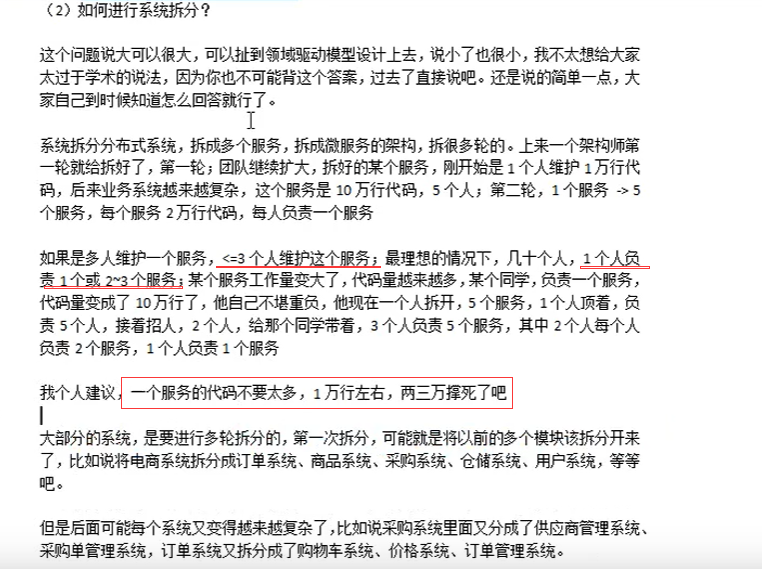 （2）如何进行系统拆分？
这个问题说大可以很大，可以扯到领域驱动模型设计上去，说小了也很小，我不太想给大家
太过于学术的说法，因为你也不可能背这个答案，过去了直接说吧。还是说的简单一点，大
家自己到时候知道怎么回答就行了。
系统拆分分布式系统，拆成多个服务，拆成微服务的架构，拆很多轮的。上来一个架构师第
一轮就给拆好了，第一轮；团队继续扩大，拆好的某个服务，刚开始是 1 个人维护 1 万行代
码，后来业务系统越来越复杂，这个服务是 10 万行代码，5 个人；第二轮，1 个服务 -> 5
个服务，每个服务 2 万行代码，每人负责一个服务
如果是多人维护一个服务，<=3 个人维护这个服务；最理想的情况下，几十个人，1 个人负
责 1 个或 2~3 个服务；某个服务工作量变大了，代码量越来越多，某个同学，负责一个服务，
代码量变成了 10 万行了，他自己不堪重负，他现在一个人拆开，5 个服务，1 个人顶着，负
责 5 个人，接着招人，2 个人，给那个同学带着，3 个人负责 5 个服务，其中 2 个人每个人
负责 2 个服务，1 个人负责 1 个服务
我个人建议，一个服务的代码不要太多，1 万行左右，两三万撑死了吧
大部分的系统，是要进行多轮拆分的，第一次拆分，可能就是将以前的多个模块该拆分开来
了，比如说将电商系统拆分成订单系统、商品系统、采购系统、仓储系统、用户系统，等等
吧。
但是后面可能每个系统又变得越来越复杂了，比如说采购系统里面又分成了供应商管理系统、
采购单管理系统，订单系统又拆分成了购物车系统、价格系统、订单管理系统。